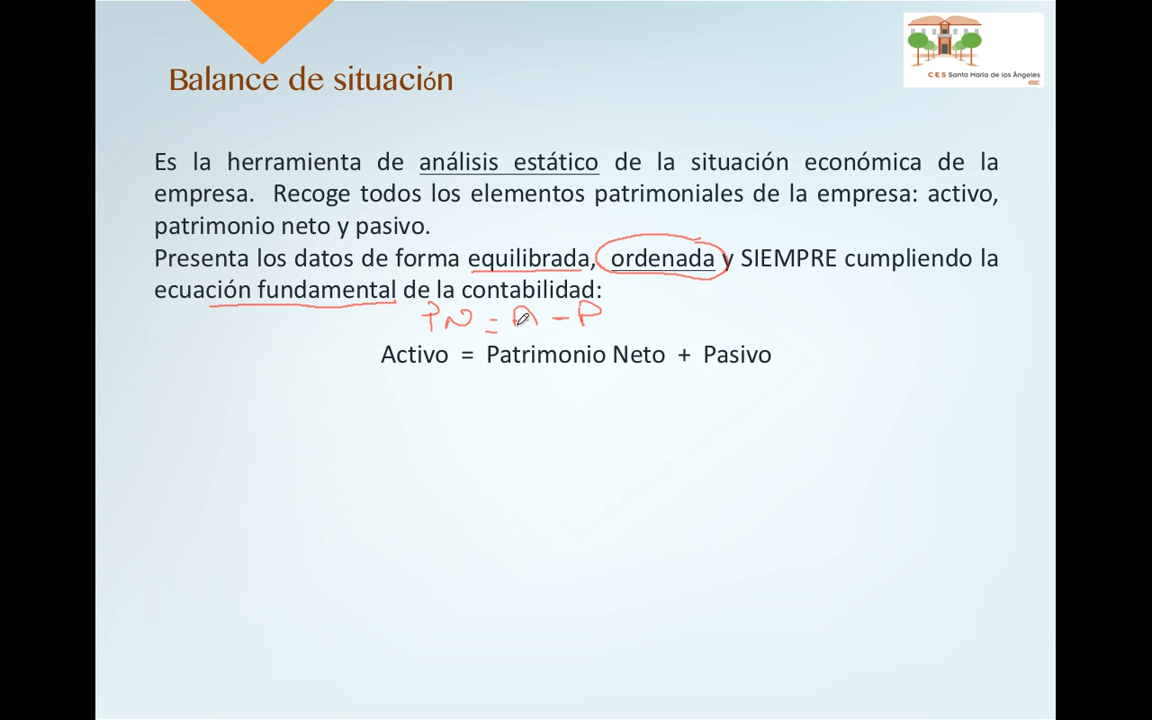 C E S Santa María de los Ángeles
Balance de situación
Es la herramienta de análisis estático de la situación económica de la
empresa. Recoge todos los elementos patrimoniales de la empresa: activo,
patrimonio neto y pasivo.
Presenta los datos de forma equilibrada, ordenada y SIEMPRE cumpliendo la
ecuación fundamental de la contabilidad:
PN = A - P
Activo = Patrimonio Neto + Pasivo